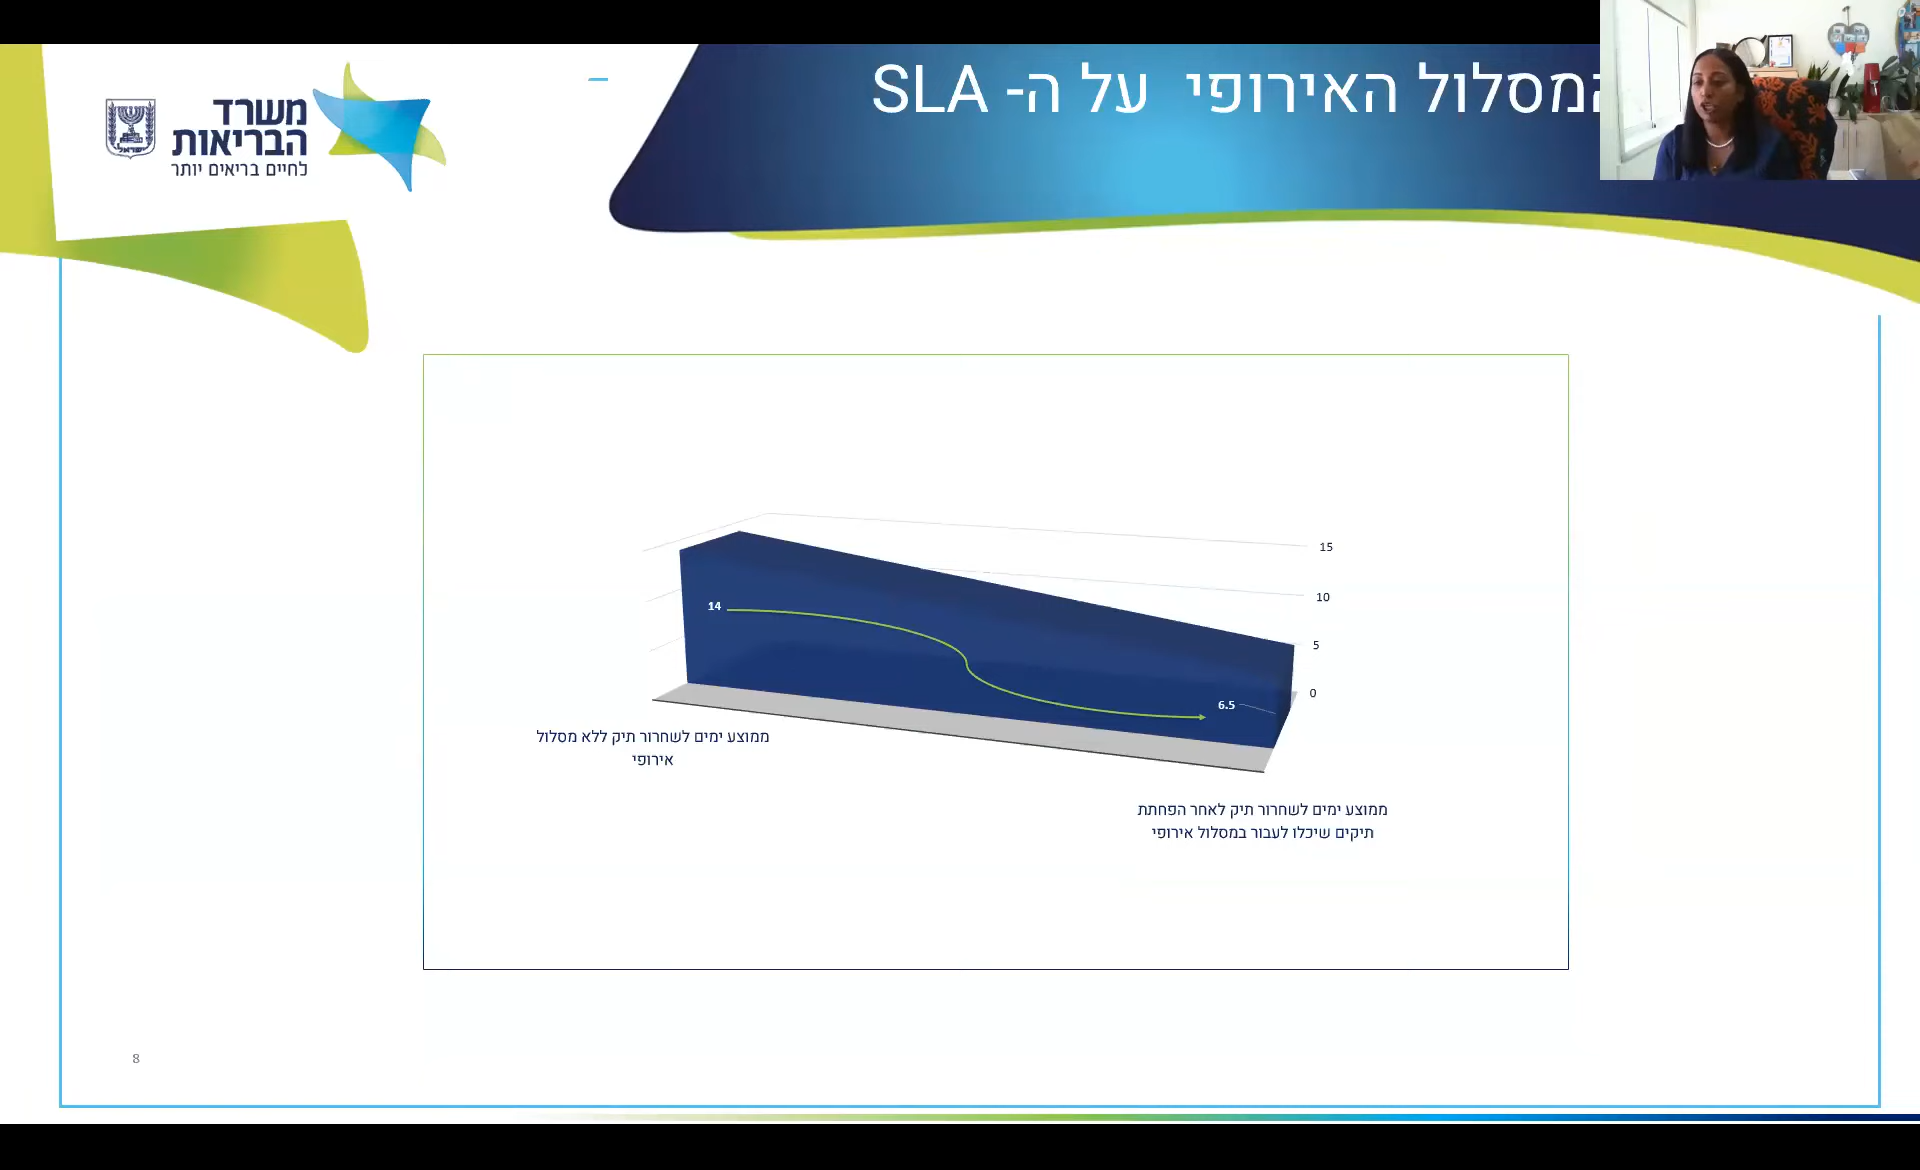 המסלול האירופי על ה- SLA
משרד
הבריאות
לחיים בריאים יותר
15
10
5
0
14
6.5
ממוצע ימים לשחרור תיק ללא מסלול
אירופי
ממוצע ימים לשחרור תיק לאחר הפחתת
תיקים שיכלו לעבור במסלול אירופי
8